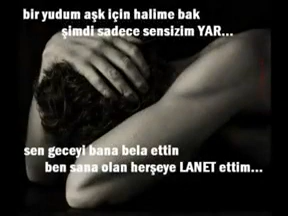 bir yudum aşk için halime bak
şimdi sadece sensizim YAR...
sen geceyi bana bela ettin
ben sana olan herşeye LANET ettim...